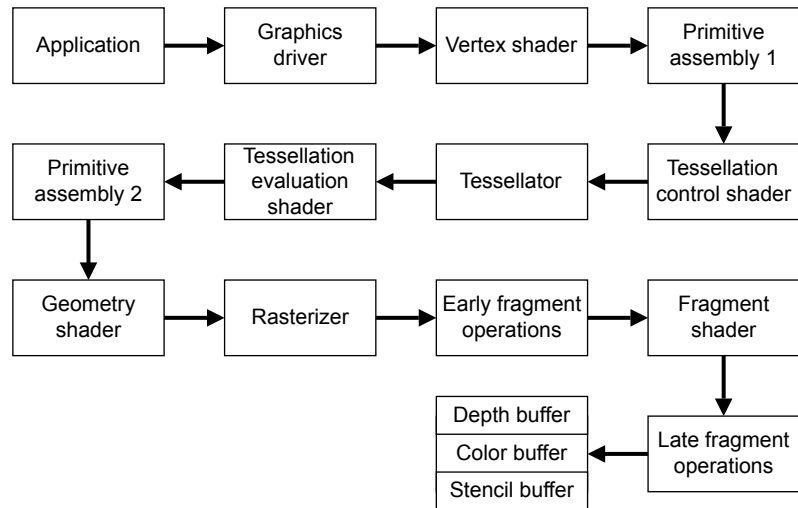 Application
Graphics
driver
Vertex shader
Primitive
assembly 1
Primitive
assembly 2
Tessellation
evaluation
shader
Tessellator
Tessellation
control shader
Geometry
shader
Rasterizer
Early fragment
operations
Fragment
shader
Depth buffer
Color buffer
Stencil buffer
Late fragment
operations